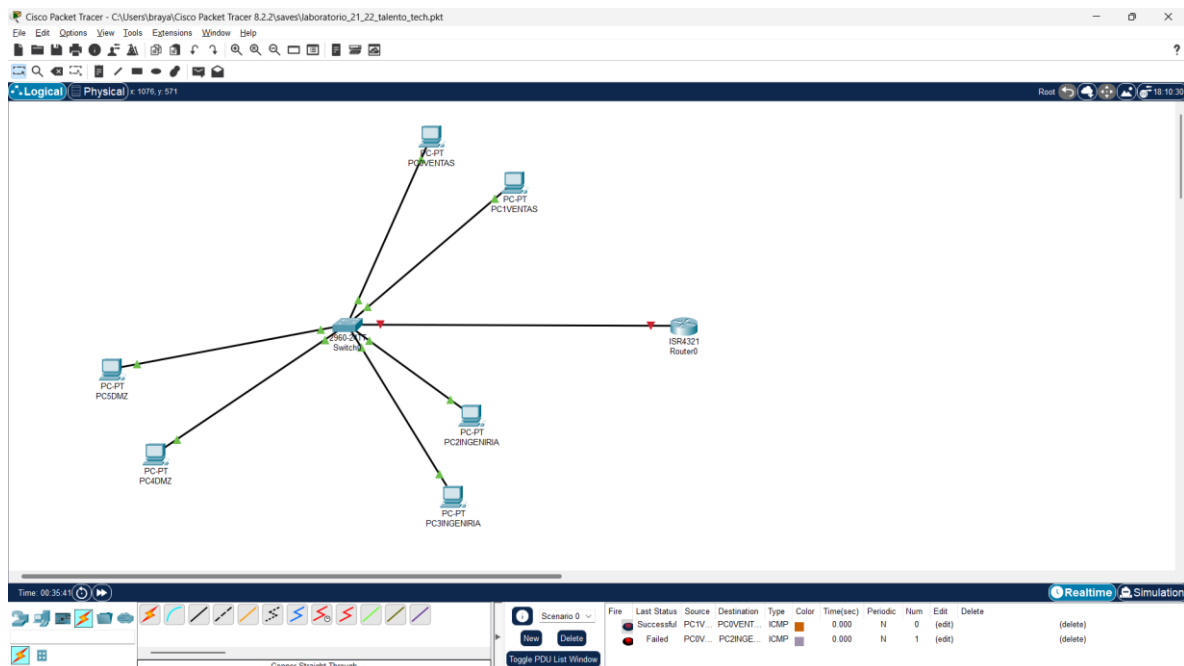 Cisco Packet Tracer - C:\Users\braya\Cisco Packet Tracer 8.2.2\saves\laboratorio_21_22_talento_tech.pkt
File Edit Options View Tools Extensions Window Help
?
Logical Physical x: 1076, y: 571 Root 18:10:30
PC-PT
PC0VENTAS
PC-PT
PC1VENTAS
2960-24TT
Switch0
ISR4321
Router0
PC-PT
PC5DMZ
PC-PT
PC2INGENIRIA
PC-PT
PC4DMZ
PC-PT
PC3INGENIRIA
Time: 00:35:41 Realtime Simulation
Scenario 0 Fire Last Status Source Destination Type Color Time(sec) Periodic Num Edit Delete
Successful PC1V... PC0VENT... ICMP 0.000 N 0 (edit) (delete)
New Delete Failed PC0V... PC2INGE... ICMP 0.000 N 1 (edit) (delete)
Toggle PDU List Window
Copper Straight-Through